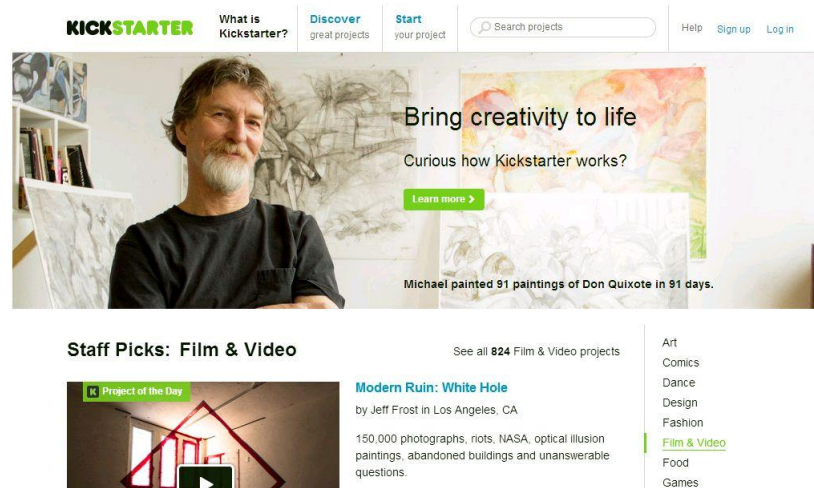 KICKSTARTER
What is
Kickstarter?
Discover
great projects
Start
your project
Search projects
Help
Sign up
Log in
Bring creativity to life
Curious how Kickstarter works?
Learn more
Michael painted 91 paintings of Don Quixote in 91 days.
Staff Picks: Film & Video
See all 824 Film & Video projects
K Project of the Day
Modern Ruin: White Hole
by Jeff Frost in Los Angeles, CA
150,000 photographs, riots, NASA, optical illusion
paintings, abandoned buildings and unanswerable
questions.
Art
Comics
Dance
Design
Fashion
Film & Video
Food
Games